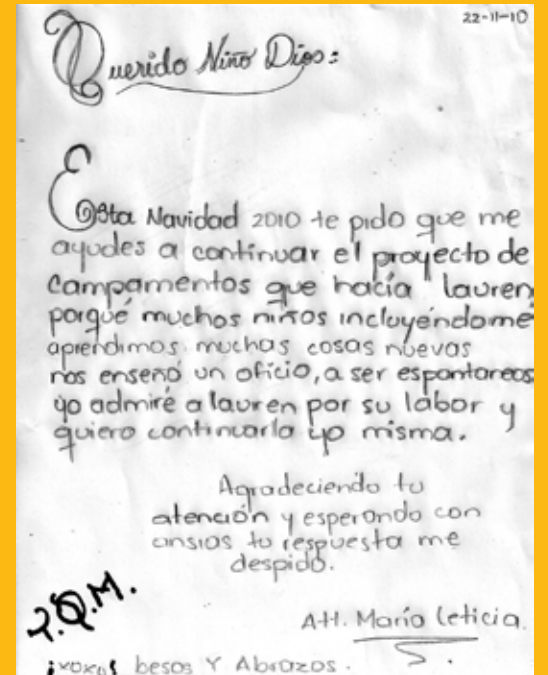 22-11-10
Querido Niño Dios:
Esta Navidad 2010 te pido que me
ayudes a continuar el proyecto de
campamentos que hacía lauren
porqué muchos niños incluyéndome
aprendimos muchas cosas nuevas
nos enseñó un oficio, a ser espontaneos
yo admiré a lauren por su labor y
quiero continuarla yo misma.
Agradeciendo tu
atención y esperando con
ansias tu respuesta me
despido.
T.Q.M.
Att. María leticia.
besos Y Abrazos.